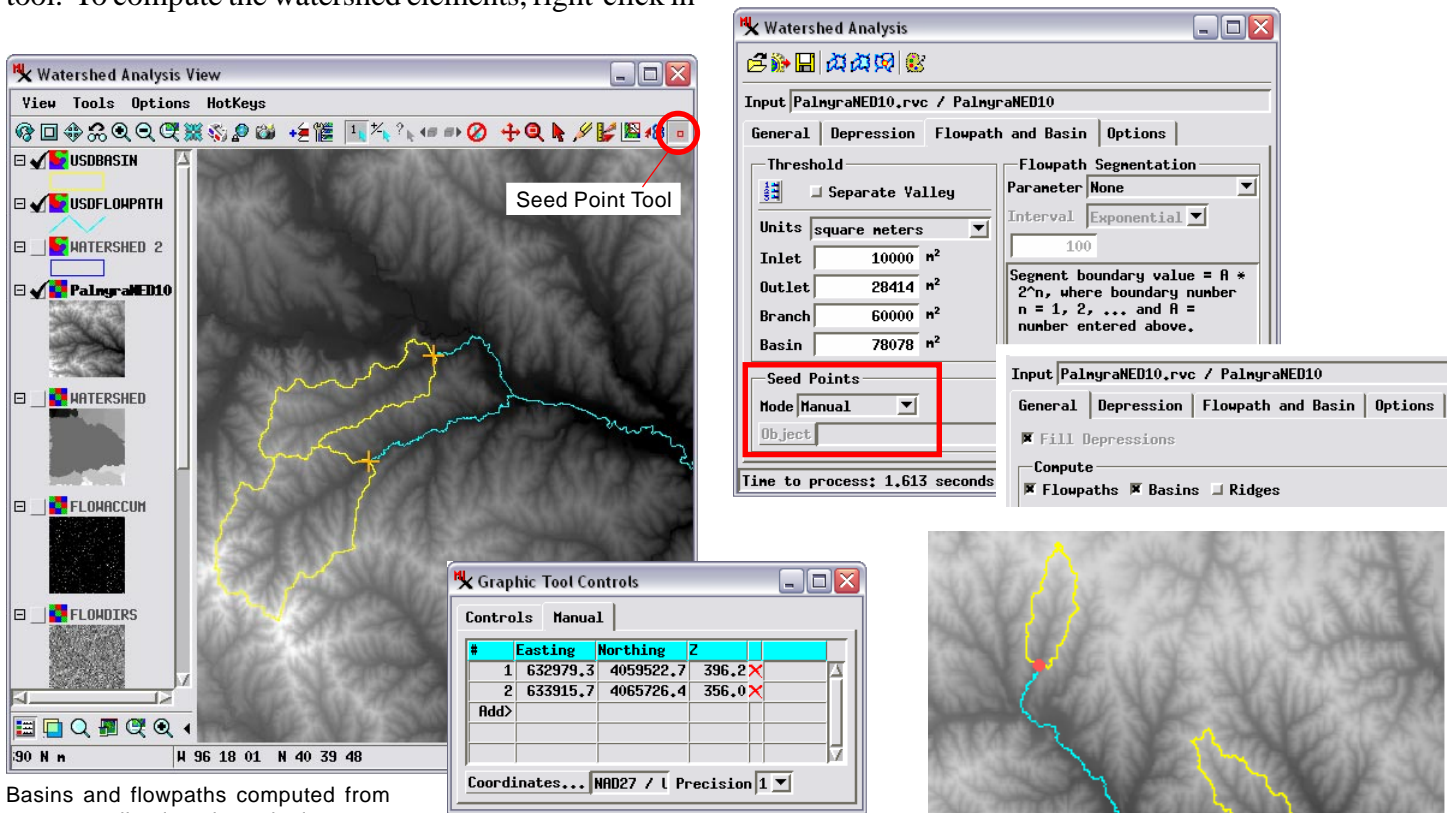 tool. To compute the watershed elements, right-click in
Watershed Analysis View
View Tools Options HotKeys
USDBASIN
USDFLOWPATH
WATERSHED 2
PalmyraNED10
WATERSHED
FLOWACCUM
FLOWDIRS
Seed Point Tool
:90 N m W 96 18 01 N 40 39 48
Basins and flowpaths computed from
Watershed Analysis
Input PalmyraNED10.rvc / PalmyraNED10
General Depression Flowpath and Basin Options
Threshold
Separate Valley
Units square meters
Inlet 10000 m²
Outlet 28414 m²
Branch 60000 m²
Basin 78078 m²
Flowpath Segmentation
Parameter None
Interval Exponential
100
Segment boundary value = A *
2^n, where boundary number
n = 1, 2, ... and A =
number entered above.
Seed Points
Mode Manual
Object
Time to process: 1.613 seconds
Input PalmyraNED10.rvc / PalmyraNED10
General Depression Flowpath and Basin Options
Fill Depressions
Compute
Flowpaths Basins Ridges
Graphic Tool Controls
Controls Manual
# Easting Northing Z
1 632979.3 4059522.7 396.2
2 633915.7 4065726.4 356.0
Add>
Coordinates... NAD27 / Precision 1